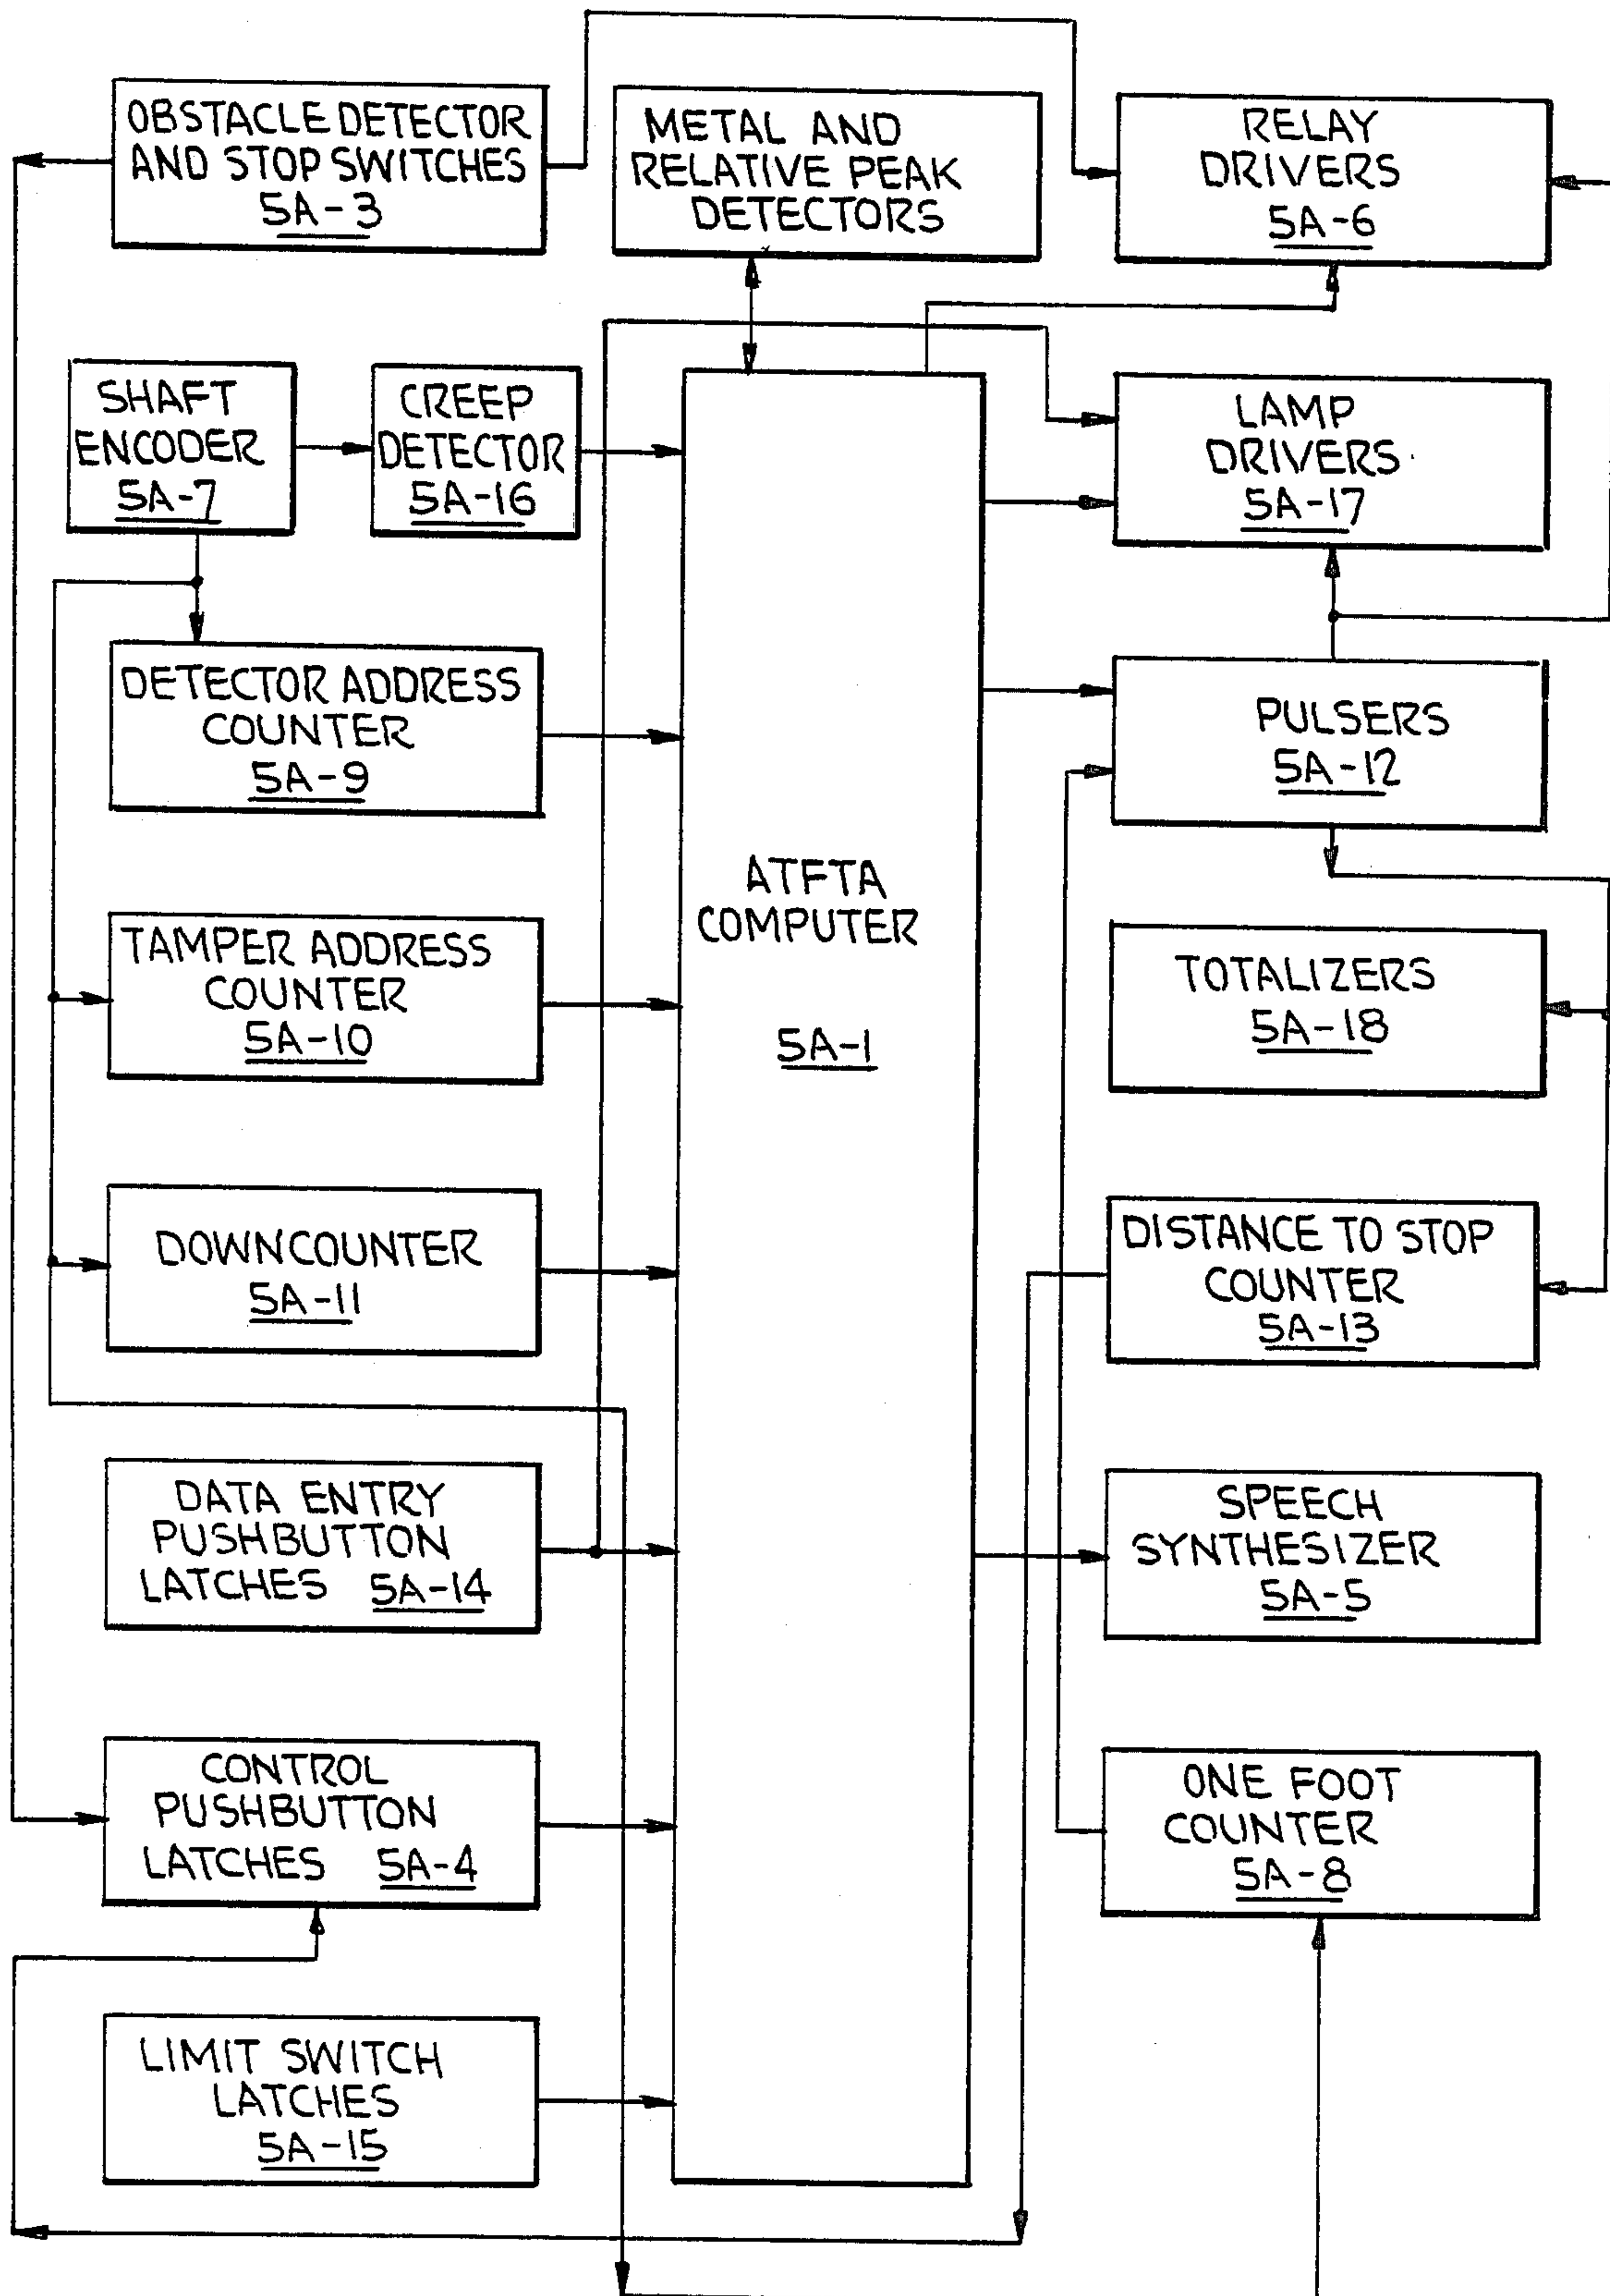 OBSTACLE DETECTOR
AND STOP SWITCHES
5A-3
METAL AND
RELATIVE PEAK
DETECTORS
RELAY
DRIVERS
5A-6
SHAFT
ENCODER
5A-7
CREEP
DETECTOR
5A-16
LAMP
DRIVERS
5A-17
DETECTOR ADDRESS
COUNTER
5A-9
PULSERS
5A-12
ATFTA
COMPUTER
5A-1
TAMPER ADDRESS
COUNTER
5A-10
TOTALIZERS
5A-18
DOWNCOUNTER
5A-11
DISTANCE TO STOP
COUNTER
5A-13
DATA ENTRY
PUSHBUTTON
LATCHES 5A-14
SPEECH
SYNTHESIZER
5A-5
CONTROL
PUSHBUTTON
LATCHES 5A-4
ONE FOOT
COUNTER
5A-8
LIMIT SWITCH
LATCHES
5A-15